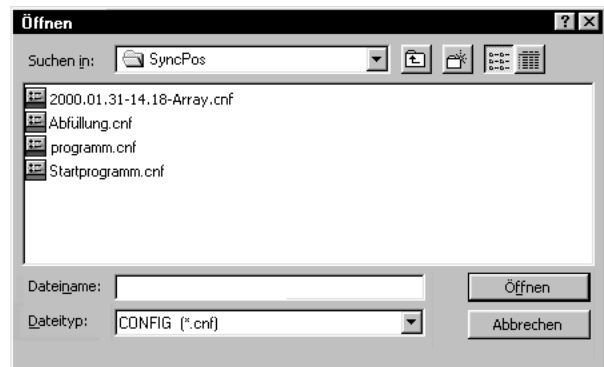 Öffnen
Suchen in: SyncPos
2000.01.31-14.18-Array.cnf
Abfüllung.cnf
programm.cnf
Startprogramm.cnf
Dateiname: Öffnen
Dateityp: CONFIG (*.cnf) Abbrechen